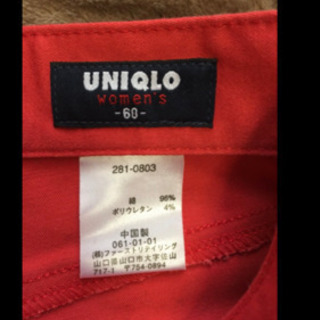 UNIQLO
women's
-60-
281-0803
綿 96%
ポリウレタン 4%
中国製
061-01-01
(株)ファーストリテイリング
山口県山口市大字佐山
717-1 〒754-0894